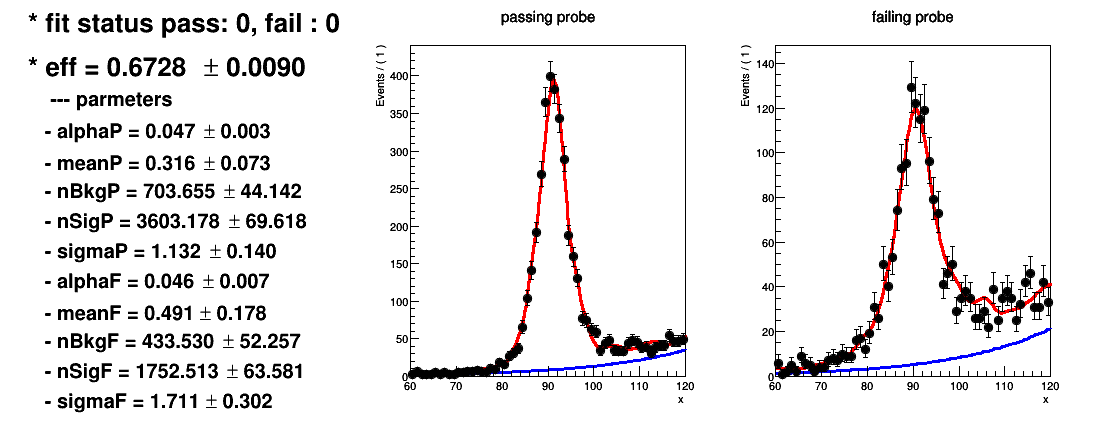 * fit status pass: 0, fail : 0
* eff = 0.6728 ± 0.0090
--- parmeters
- alphaP = 0.047 ± 0.003
- meanP = 0.316 ± 0.073
- nBkgP = 703.655 ± 44.142
- nSigP = 3603.178 ± 69.618
- sigmaP = 1.132 ± 0.140
- alphaF = 0.046 ± 0.007
- meanF = 0.491 ± 0.178
- nBkgF = 433.530 ± 52.257
- nSigF = 1752.513 ± 63.581
- sigmaF = 1.711 ± 0.302
passing probe
Events / ( 1 )
400
350
300
250
200
150
100
50
0
60 70 80 90 100 110 120
x
failing probe
Events / ( 1 )
140
120
100
80
60
40
20
0
60 70 80 90 100 110 120
x